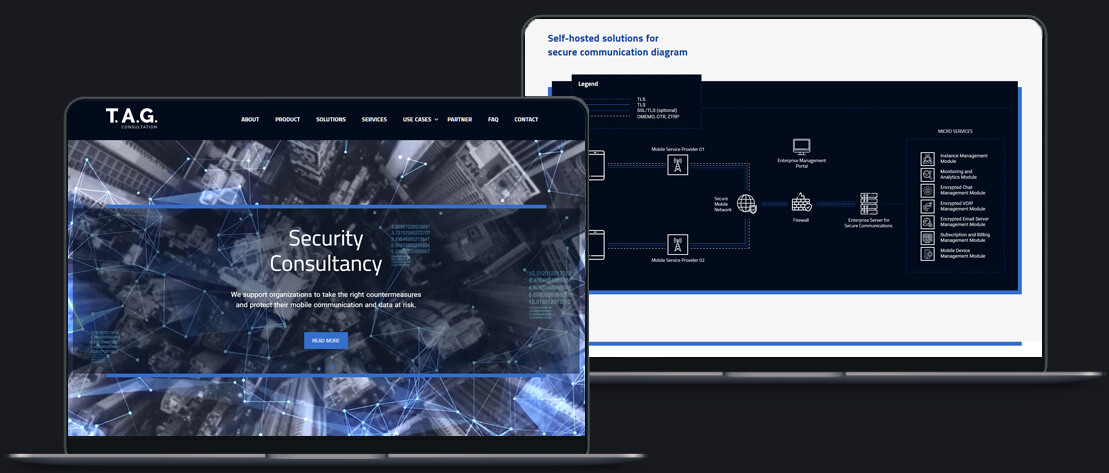 Self-hosted solutions for
secure communication diagram
Legend
TLS
TLS
SSL/TLS (optional)
OMEMO, OTR, ZTRP
Mobile Service Provider 01
Mobile Service Provider 02
Secure
Mobile
Network
Enterprise Management
Portal
Firewall
Enterprise Server for
Secure Communications
MICRO SERVICES
Instance Management
Module
Monitoring and
Analytics Module
Encrypted Chat
Management Module
Encrypted VOIP
Management Module
Encrypted Email Server
Management Module
Subscription and Billing
Management Module
Mobile Device
Management Module
T.A.G.
CONSULTATION
ABOUT PRODUCT SOLUTIONS SERVICES USE CASES PARTNER FAQ CONTACT
Security
Consultancy
We support organizations to take the right countermeasures
and protect their mobile communication and data at risk.
READ MORE